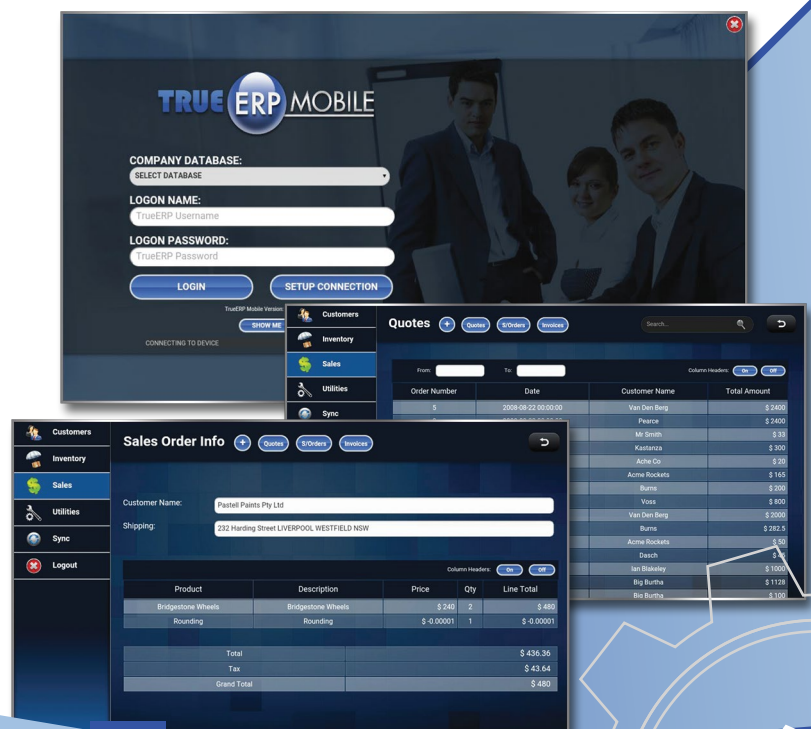 TRUE ERP MOBILE
COMPANY DATABASE:
SELECT DATABASE
LOGON NAME:
TrueERP Username
LOGON PASSWORD:
TrueERP Password
LOGIN SETUP CONNECTION
TrueERP Mobile Version:
SHOW ME
CONNECTING TO DEVICE
Customers
Inventory
Sales
Utilities
Sync
Quotes + Quotes S/Orders Invoices Search...
From: To: Column Headers: On Off
Order Number Date Customer Name Total Amount
5 2008-08-22 00:00:00 Van Den Berg $ 2400
Pearce $ 2400
Mr Smith $ 33
Kastanza $ 300
Ache Co $ 20
Acme Rockets $ 165
Burns $ 200
Voss $ 800
Van Den Berg $ 2000
Burns $ 282.5
Acme Rockets $ 50
Dasch
Ian Blakeley $ 1000
Big Burtha $ 1128
Big Burtha $ 100
Customers
Inventory
Sales
Utilities
Sync
Logout
Sales Order Info + Quotes S/Orders Invoices
Customer Name: Pastell Paints Pty Ltd
Shipping: 232 Harding Street LIVERPOOL WESTFIELD NSW
Column Headers: On Off
Product Description Price Qty Line Total
Bridgestone Wheels Bridgestone Wheels $ 240 2 $ 480
Rounding Rounding $ -0.00001 1 $ -0.00001
Total $ 436.36
Tax $ 43.64
Grand Total $ 480